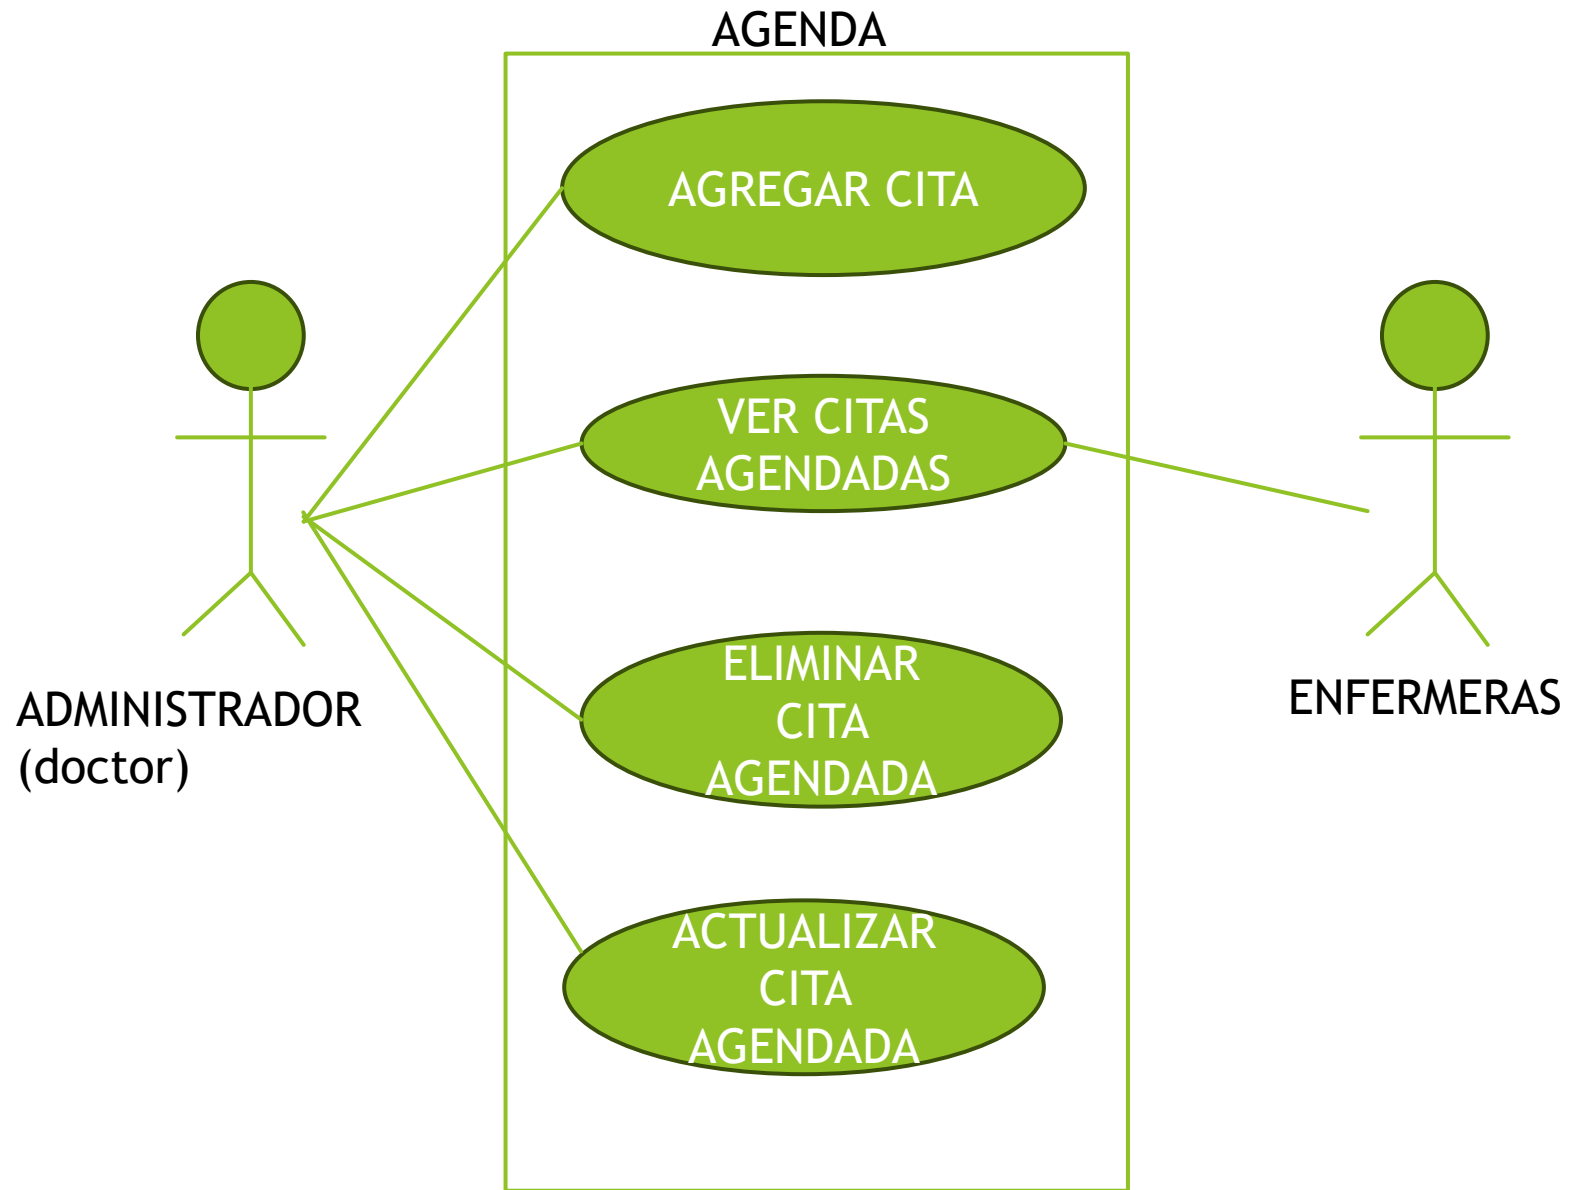 AGENDA
AGREGAR CITA
VER CITAS
AGENDADAS
ELIMINAR
CITA
AGENDADA
ACTUALIZAR
CITA
AGENDADA
ADMINISTRADOR
(doctor)
ENFERMERAS